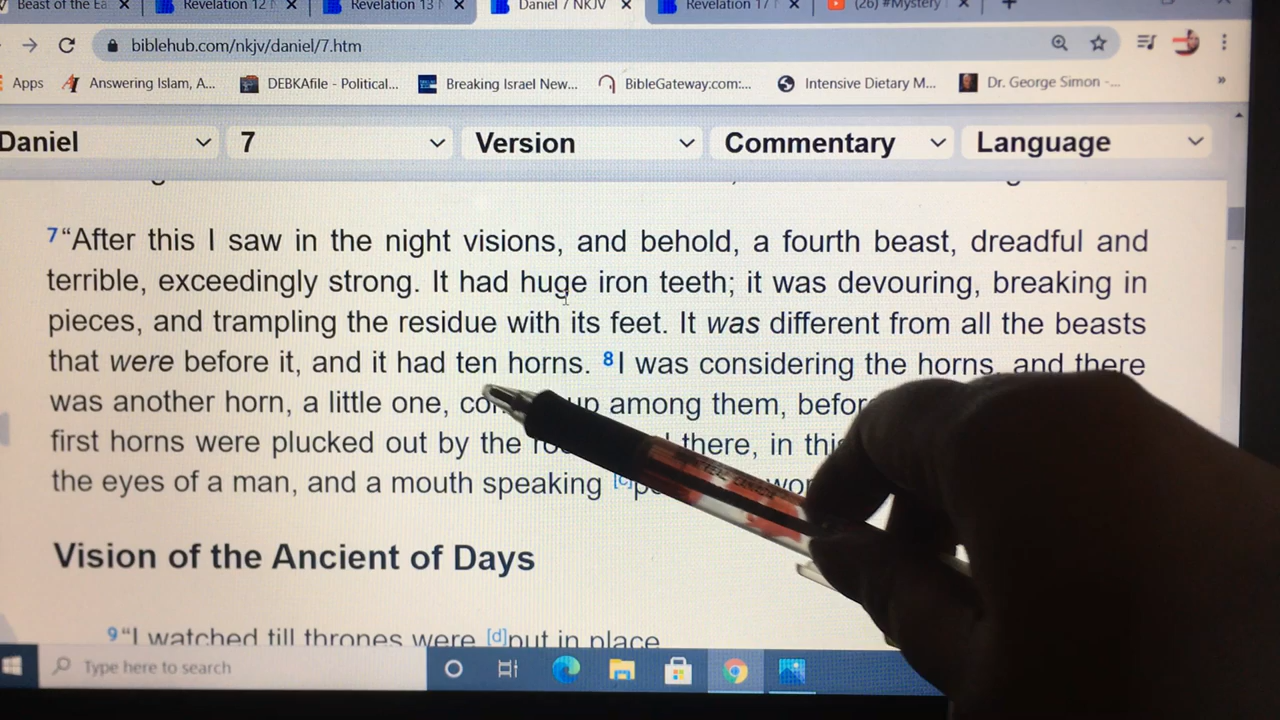 Beast of the Ea
Revelation 12 N
Revelation 13 N
Daniel 7 NKJV
Revelation 17 N
(26) #Mystery
biblehub.com/nkjv/daniel/7.htm
Apps
Answering Islam, A...
DEBKAfile - Political...
Breaking Israel New...
BibleGateway.com:...
Intensive Dietary M...
Dr. George Simon -...
»
Daniel
7
Version
Commentary
Language
7“After this I saw in the night visions, and behold, a fourth beast, dreadful and
terrible, exceedingly strong. It had huge iron teeth; it was devouring, breaking in
pieces, and trampling the residue with its feet. It was different from all the beasts
that were before it, and it had ten horns. 8I was considering the horns, and there
was another horn, a little one, up among them,
first horns were plucked out by the there, in
the eyes of a man, and a mouth speaking [c]
Vision of the Ancient of Days
9“I watched till thrones were [d]put in place
Type here to search